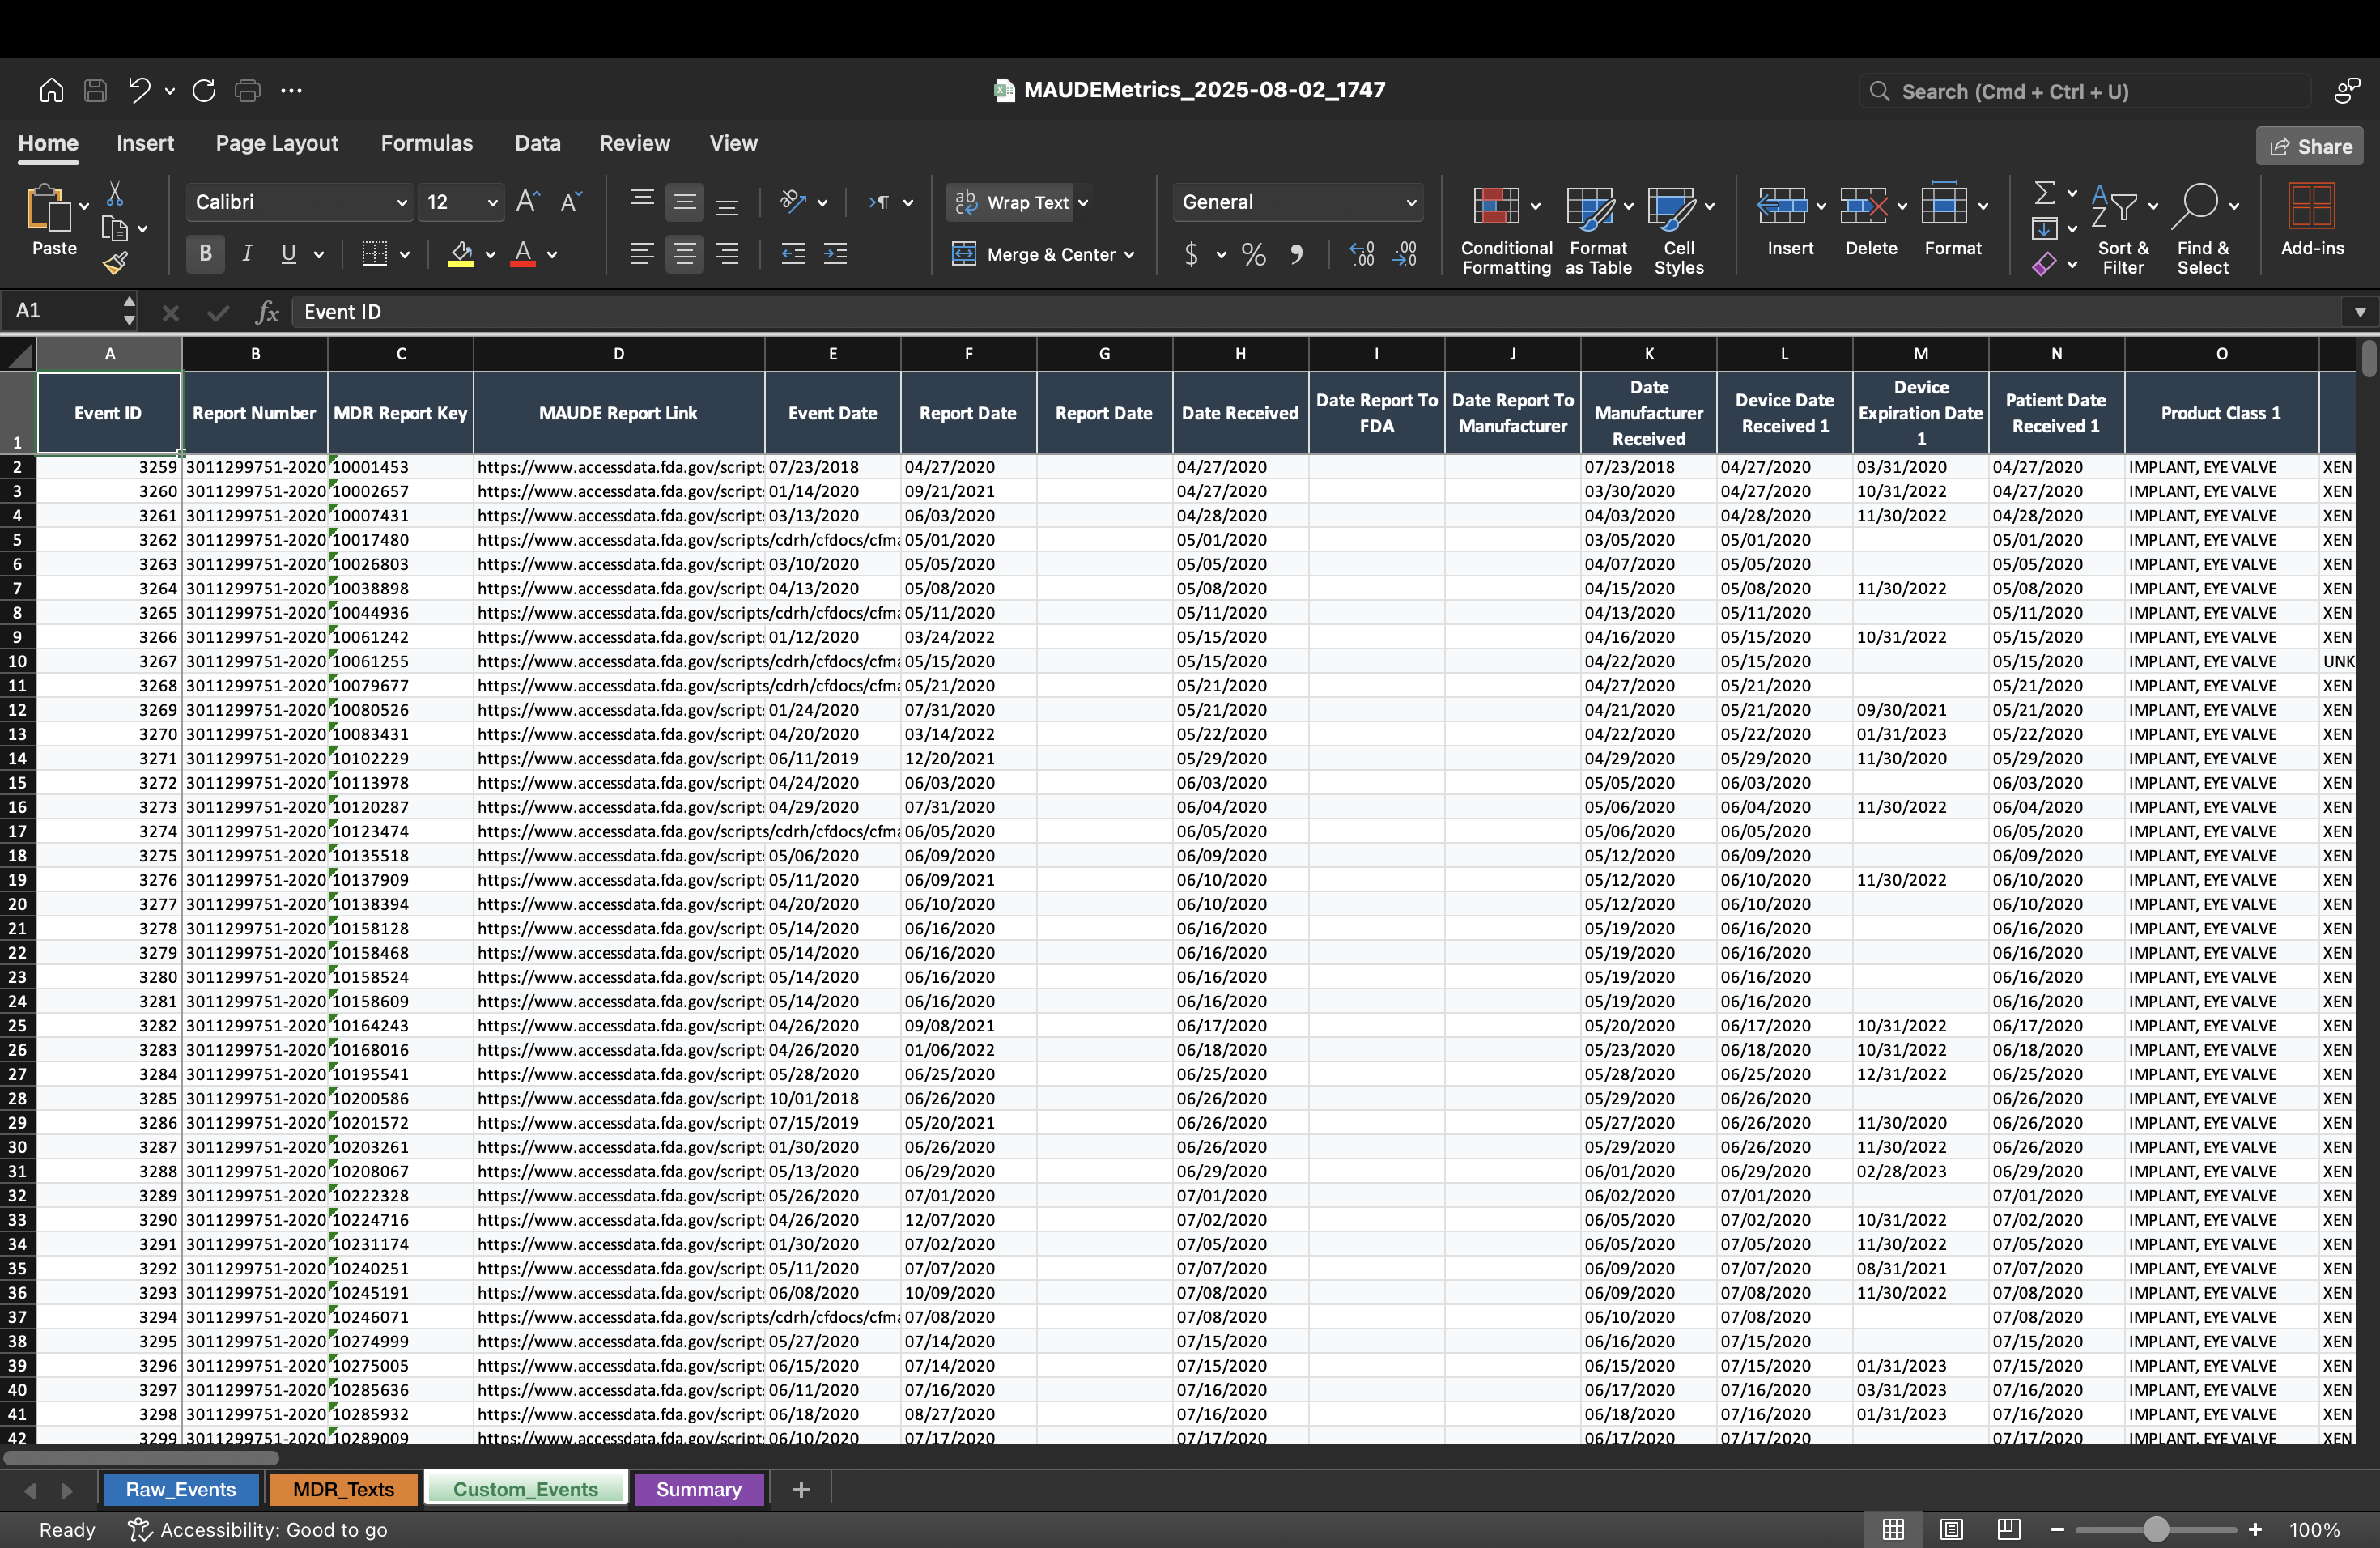 MAUDEMetrics_2025-08-02_1747
Search (Cmd + Ctrl + U)
Home Insert Page Layout Formulas Data Review View
Share
Paste
Calibri 12
B I U
Wrap Text
Merge & Center
General
$ % 9
Conditional Formatting
Format as Table
Cell Styles
Insert Delete Format
Sort & Filter
Find & Select
Add-ins
A1 fx Event ID
A B C D E F G H I J K L M N O
1 Event ID Report Number MDR Report Key MAUDE Report Link Event Date Report Date Report Date Date Received Date Report To FDA Date Report To Manufacturer Date Manufacturer Received Device Date Received 1 Device Expiration Date 1 Patient Date Received 1 Product Class 1
2 3259 3011299751-2020 10001453 https://www.accessdata.fda.gov/script 07/23/2018 04/27/2020 04/27/2020 07/23/2018 04/27/2020 03/31/2020 04/27/2020 IMPLANT, EYE VALVE XEN
3 3260 3011299751-2020 10002657 https://www.accessdata.fda.gov/script 01/14/2020 09/21/2021 04/27/2020 03/30/2020 04/27/2020 10/31/2022 04/27/2020 IMPLANT, EYE VALVE XEN
4 3261 3011299751-2020 10007431 https://www.accessdata.fda.gov/script 03/13/2020 06/03/2020 04/28/2020 04/03/2020 04/28/2020 11/30/2022 04/28/2020 IMPLANT, EYE VALVE XEN
5 3262 3011299751-2020 10017480 https://www.accessdata.fda.gov/scripts/cdrh/cfdocs/cfma 05/01/2020 05/01/2020 03/05/2020 05/01/2020 05/01/2020 IMPLANT, EYE VALVE XEN
6 3263 3011299751-2020 10026803 https://www.accessdata.fda.gov/script 03/10/2020 05/05/2020 05/05/2020 04/07/2020 05/05/2020 05/05/2020 IMPLANT, EYE VALVE XEN
7 3264 3011299751-2020 10038898 https://www.accessdata.fda.gov/script 04/13/2020 05/08/2020 05/08/2020 04/15/2020 05/08/2020 11/30/2022 05/08/2020 IMPLANT, EYE VALVE XEN
8 3265 3011299751-2020 10044936 https://www.accessdata.fda.gov/scripts/cdrh/cfdocs/cfma 05/11/2020 05/11/2020 04/13/2020 05/11/2020 05/11/2020 IMPLANT, EYE VALVE XEN
9 3266 3011299751-2020 10061242 https://www.accessdata.fda.gov/script 01/12/2020 03/24/2022 05/15/2020 04/16/2020 05/15/2020 10/31/2022 05/15/2020 IMPLANT, EYE VALVE XEN
10 3267 3011299751-2020 10061255 https://www.accessdata.fda.gov/scripts/cdrh/cfdocs/cfma 05/15/2020 05/15/2020 04/22/2020 05/15/2020 05/15/2020 IMPLANT, EYE VALVE UNK
11 3268 3011299751-2020 10079677 https://www.accessdata.fda.gov/scripts/cdrh/cfdocs/cfma 05/21/2020 05/21/2020 04/27/2020 05/21/2020 05/21/2020 IMPLANT, EYE VALVE XEN
12 3269 3011299751-2020 10080526 https://www.accessdata.fda.gov/script 01/24/2020 07/31/2020 05/21/2020 04/21/2020 05/21/2020 09/30/2021 05/21/2020 IMPLANT, EYE VALVE XEN
13 3270 3011299751-2020 10083431 https://www.accessdata.fda.gov/script 04/20/2020 03/14/2022 05/22/2020 04/22/2020 05/22/2020 01/31/2023 05/22/2020 IMPLANT, EYE VALVE XEN
14 3271 3011299751-2020 10102229 https://www.accessdata.fda.gov/script 06/11/2019 12/20/2021 05/29/2020 04/29/2020 05/29/2020 11/30/2020 05/29/2020 IMPLANT, EYE VALVE XEN
15 3272 3011299751-2020 10113978 https://www.accessdata.fda.gov/script 04/24/2020 06/03/2020 06/03/2020 05/05/2020 06/03/2020 06/03/2020 IMPLANT, EYE VALVE XEN
16 3273 3011299751-2020 10120287 https://www.accessdata.fda.gov/script 04/29/2020 07/31/2020 06/04/2020 05/06/2020 06/04/2020 11/30/2022 06/04/2020 IMPLANT, EYE VALVE XEN
17 3274 3011299751-2020 10123474 https://www.accessdata.fda.gov/scripts/cdrh/cfdocs/cfma 06/05/2020 06/05/2020 05/06/2020 06/05/2020 06/05/2020 IMPLANT, EYE VALVE XEN
18 3275 3011299751-2020 10135518 https://www.accessdata.fda.gov/script 05/06/2020 06/09/2020 06/09/2020 05/12/2020 06/09/2020 06/09/2020 IMPLANT, EYE VALVE XEN
19 3276 3011299751-2020 10137909 https://www.accessdata.fda.gov/script 05/11/2020 06/09/2021 06/10/2020 05/12/2020 06/10/2020 11/30/2022 06/10/2020 IMPLANT, EYE VALVE XEN
20 3277 3011299751-2020 10138394 https://www.accessdata.fda.gov/script 04/20/2020 06/10/2020 06/10/2020 05/12/2020 06/10/2020 06/10/2020 IMPLANT, EYE VALVE XEN
21 3278 3011299751-2020 10158128 https://www.accessdata.fda.gov/script 05/14/2020 06/16/2020 06/16/2020 05/19/2020 06/16/2020 06/16/2020 IMPLANT, EYE VALVE XEN
22 3279 3011299751-2020 10158468 https://www.accessdata.fda.gov/script 05/14/2020 06/16/2020 06/16/2020 05/19/2020 06/16/2020 06/16/2020 IMPLANT, EYE VALVE XEN
23 3280 3011299751-2020 10158524 https://www.accessdata.fda.gov/script 05/14/2020 06/16/2020 06/16/2020 05/19/2020 06/16/2020 06/16/2020 IMPLANT, EYE VALVE XEN
24 3281 3011299751-2020 10158609 https://www.accessdata.fda.gov/script 05/14/2020 06/16/2020 06/16/2020 05/19/2020 06/16/2020 06/16/2020 IMPLANT, EYE VALVE XEN
25 3282 3011299751-2020 10164243 https://www.accessdata.fda.gov/script 04/26/2020 09/08/2021 06/17/2020 05/20/2020 06/17/2020 10/31/2022 06/17/2020 IMPLANT, EYE VALVE XEN
26 3283 3011299751-2020 10168016 https://www.accessdata.fda.gov/script 04/26/2020 01/06/2022 06/18/2020 05/23/2020 06/18/2020 10/31/2022 06/18/2020 IMPLANT, EYE VALVE XEN
27 3284 3011299751-2020 10195541 https://www.accessdata.fda.gov/script 05/28/2020 06/25/2020 06/25/2020 05/28/2020 06/25/2020 12/31/2022 06/25/2020 IMPLANT, EYE VALVE XEN
28 3285 3011299751-2020 10200586 https://www.accessdata.fda.gov/script 10/01/2018 06/26/2020 06/26/2020 05/29/2020 06/26/2020 06/26/2020 IMPLANT, EYE VALVE XEN
29 3286 3011299751-2020 10201572 https://www.accessdata.fda.gov/script 07/15/2019 05/20/2021 06/26/2020 05/27/2020 06/26/2020 11/30/2020 06/26/2020 IMPLANT, EYE VALVE XEN
30 3287 3011299751-2020 10203261 https://www.accessdata.fda.gov/script 01/30/2020 06/26/2020 06/26/2020 05/29/2020 06/26/2020 11/30/2022 06/26/2020 IMPLANT, EYE VALVE XEN
31 3288 3011299751-2020 10208067 https://www.accessdata.fda.gov/script 05/13/2020 06/29/2020 06/29/2020 06/01/2020 06/29/2020 02/28/2023 06/29/2020 IMPLANT, EYE VALVE XEN
32 3289 3011299751-2020 10222328 https://www.accessdata.fda.gov/script 05/26/2020 07/01/2020 07/01/2020 06/02/2020 07/01/2020 07/01/2020 IMPLANT, EYE VALVE XEN
33 3290 3011299751-2020 10224716 https://www.accessdata.fda.gov/script 04/26/2020 12/07/2020 07/02/2020 06/05/2020 07/02/2020 10/31/2022 07/02/2020 IMPLANT, EYE VALVE XEN
34 3291 3011299751-2020 10231174 https://www.accessdata.fda.gov/script 01/30/2020 07/02/2020 07/05/2020 06/05/2020 07/05/2020 11/30/2022 07/05/2020 IMPLANT, EYE VALVE XEN
35 3292 3011299751-2020 10240251 https://www.accessdata.fda.gov/script 05/11/2020 07/07/2020 07/07/2020 06/09/2020 07/07/2020 08/31/2021 07/07/2020 IMPLANT, EYE VALVE XEN
36 3293 3011299751-2020 10245191 https://www.accessdata.fda.gov/script 06/08/2020 10/09/2020 07/08/2020 06/09/2020 07/08/2020 11/30/2022 07/08/2020 IMPLANT, EYE VALVE XEN
37 3294 3011299751-2020 10246071 https://www.accessdata.fda.gov/scripts/cdrh/cfdocs/cfma 07/08/2020 07/08/2020 06/10/2020 07/08/2020 07/08/2020 IMPLANT, EYE VALVE XEN
38 3295 3011299751-2020 10274999 https://www.accessdata.fda.gov/script 05/27/2020 07/14/2020 07/15/2020 06/16/2020 07/15/2020 07/15/2020 IMPLANT, EYE VALVE XEN
39 3296 3011299751-2020 10275005 https://www.accessdata.fda.gov/script 06/15/2020 07/14/2020 07/15/2020 06/15/2020 07/15/2020 01/31/2023 07/15/2020 IMPLANT, EYE VALVE XEN
40 3297 3011299751-2020 10285636 https://www.accessdata.fda.gov/script 06/11/2020 07/16/2020 07/16/2020 06/17/2020 07/16/2020 03/31/2023 07/16/2020 IMPLANT, EYE VALVE XEN
41 3298 3011299751-2020 10285932 https://www.accessdata.fda.gov/script 06/18/2020 08/27/2020 07/16/2020 06/18/2020 07/16/2020 01/31/2023 07/16/2020 IMPLANT, EYE VALVE XEN
42 3299 3011299751-2020 10289009 https://www.accessdata.fda.gov/script 06/10/2020 07/17/2020 07/17/2020 06/17/2020 07/17/2020 07/17/2020 IMPLANT, EYE VALVE XEN
Raw_Events MDR_Texts Custom_Events Summary +
Ready Accessibility: Good to go 100%